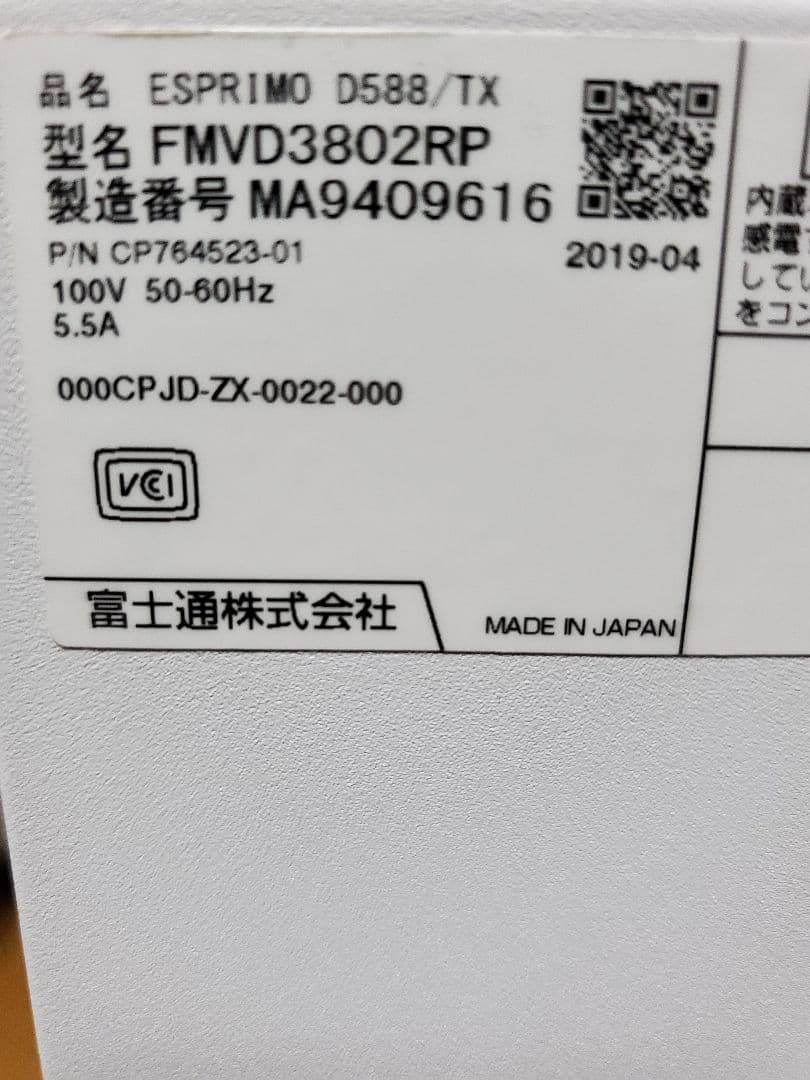 品名 ESPRIMO D588/TX
型名 FMVD3802RP
製造番号 MA9409616
P/N CP764523-01
2019-04
100V 50-60Hz
5.5A
000CPJD-ZX-0022-000
VCCI
富士通株式会社
MADE IN JAPAN
内蔵
感電
してい
をコン